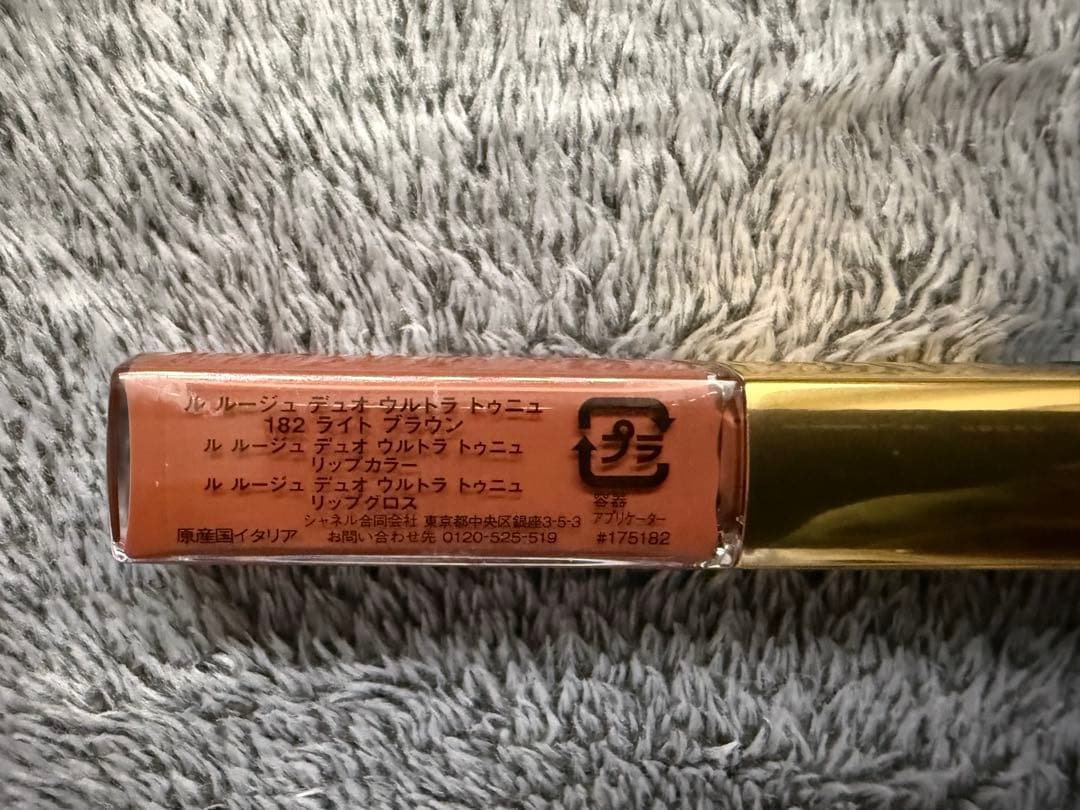 ル ルージュ デュオ ウルトラ トゥニュ
182 ライト ブラウン
ル ルージュ デュオ ウルトラ トゥニュ
リップカラー
ル ルージュ デュオ ウルトラ トゥニュ
リップグロス
シャネル合同会社 東京都中央区銀座3-5-3
原産国イタリア お問い合わせ先 0120-525-519
プラ
容器
アプリケーター
#175182